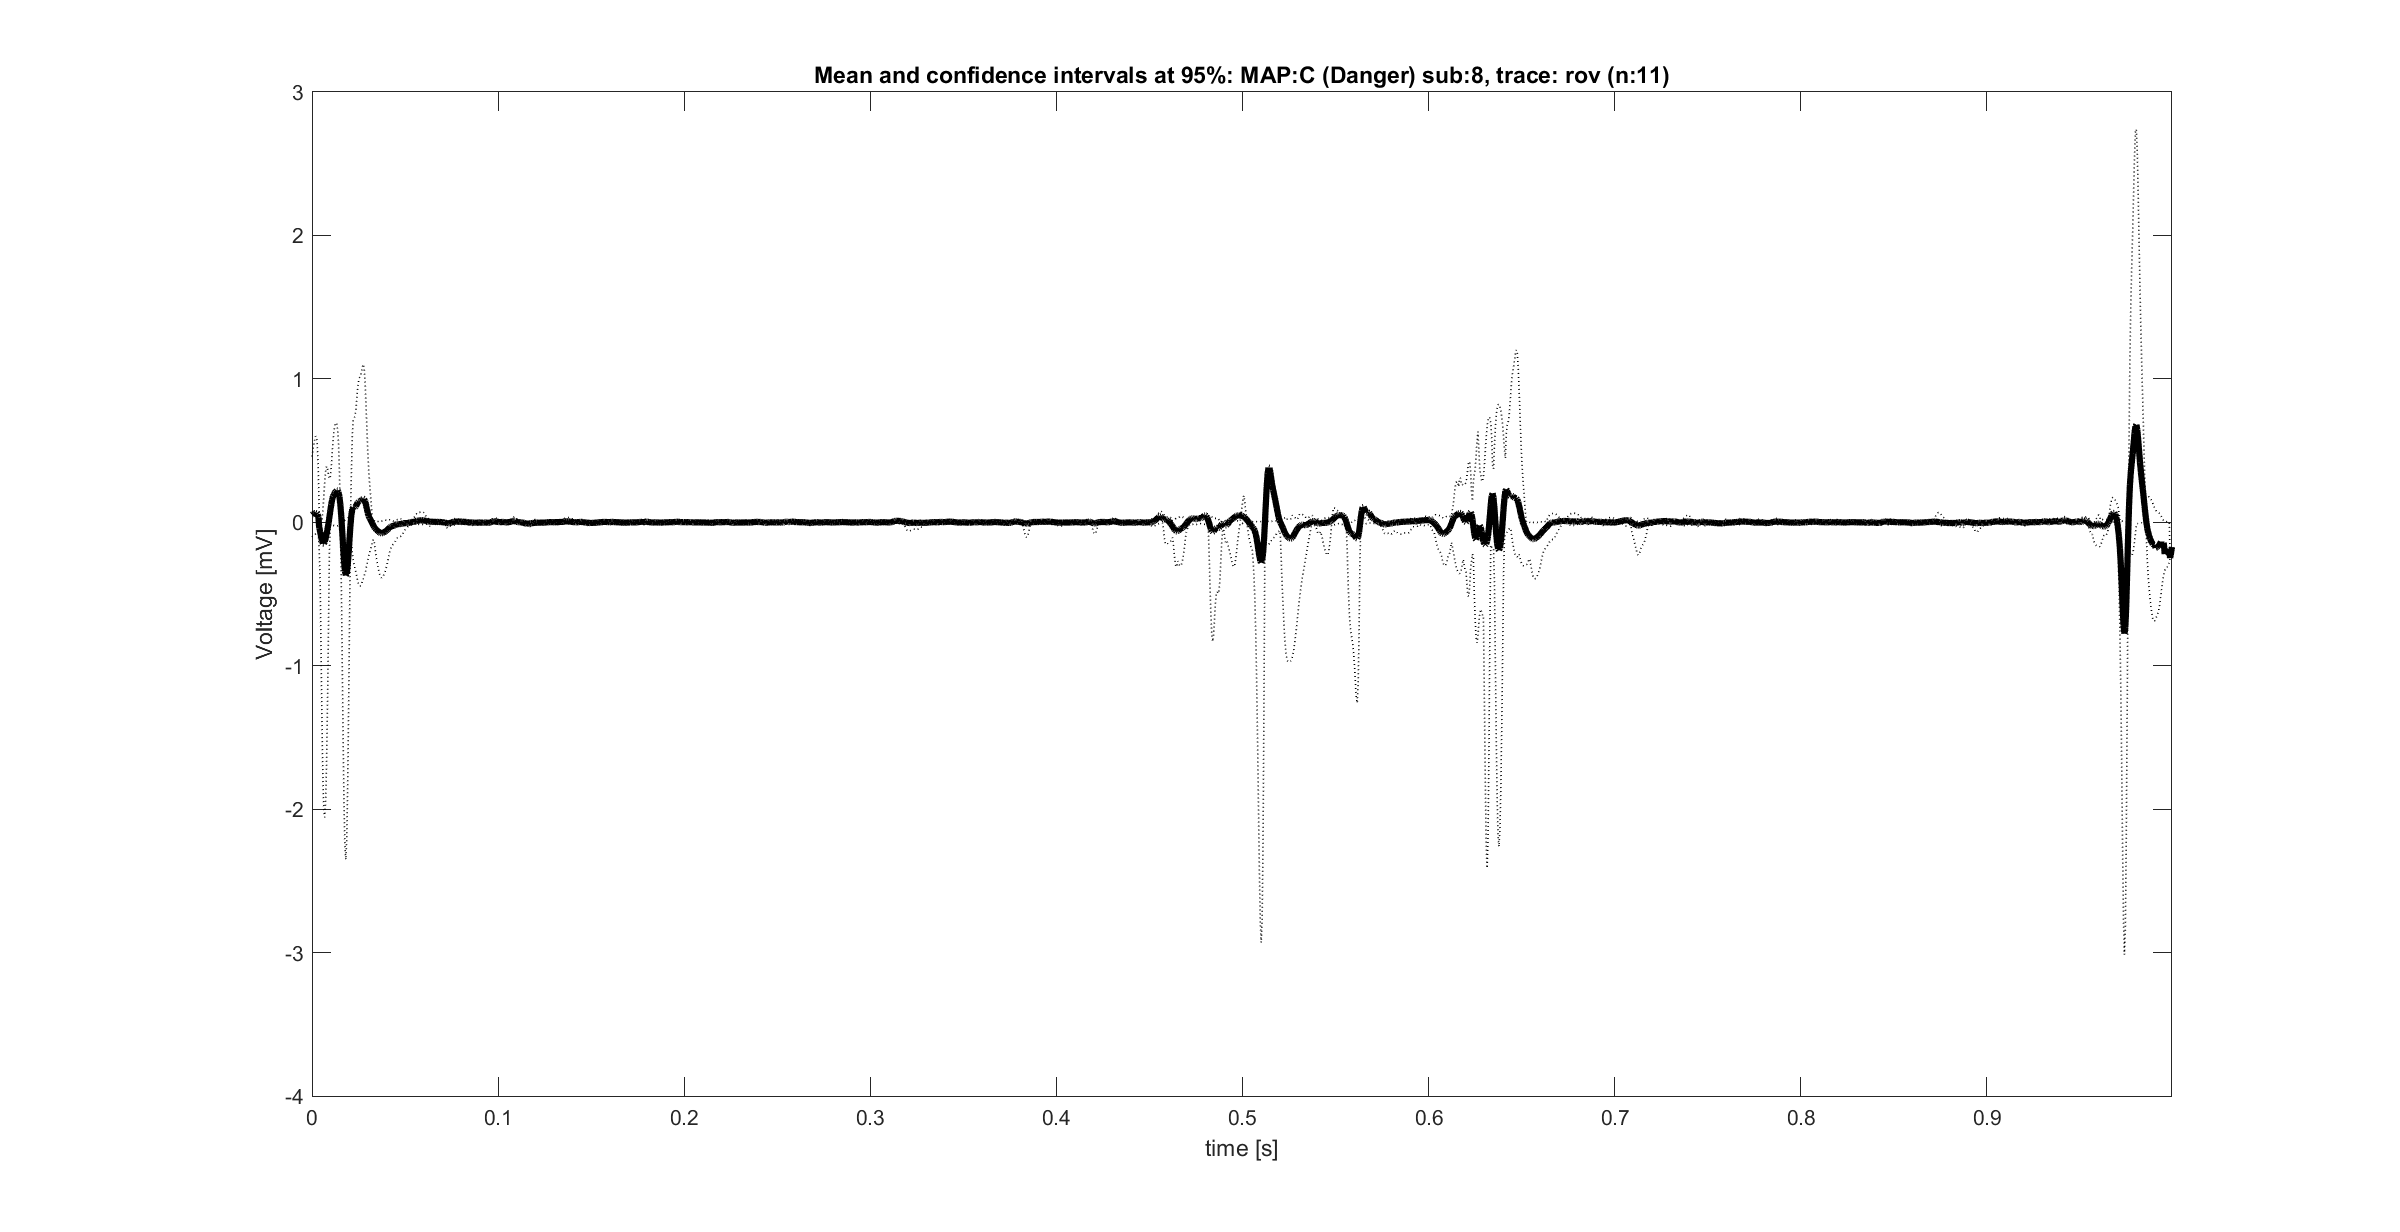 Mean and confidence intervals at 95%: MAP:C (Danger) sub:8, trace: rov (n:11)
3
2
1
0
-1
-2
-3
-4
Voltage [mV]
0 0.1 0.2 0.3 0.4 0.5 0.6 0.7 0.8 0.9
time [s]